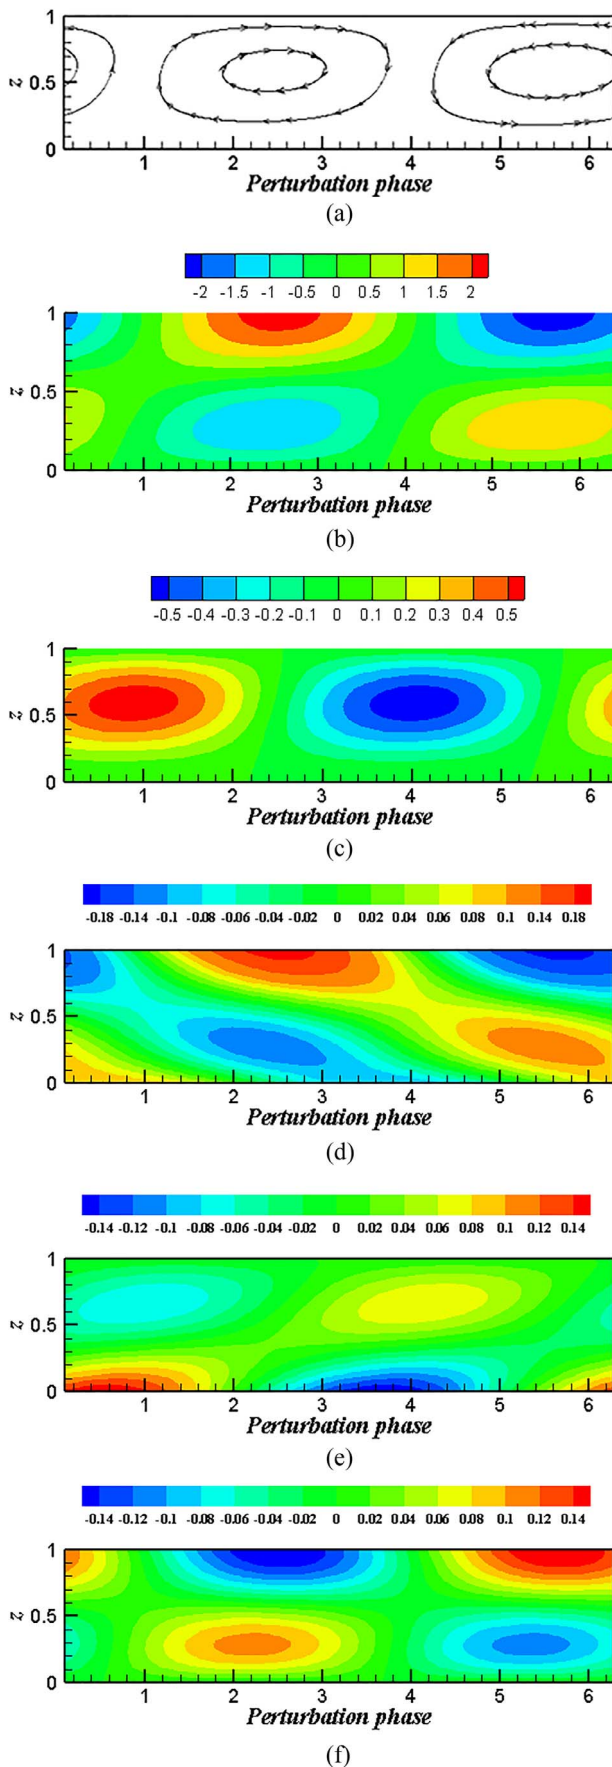 1
z
0.5
0
1 2 3 4 5 6
Perturbation phase
(a)
-2 -1.5 -1 -0.5 0 0.5 1 1.5 2
1
z
0.5
0
1 2 3 4 5 6
Perturbation phase
(b)
-0.5 -0.4 -0.3 -0.2 -0.1 0 0.1 0.2 0.3 0.4 0.5
1
z
0.5
0
1 2 3 4 5 6
Perturbation phase
(c)
-0.18 -0.14 -0.1 -0.08 -0.06 -0.04 -0.02 0 0.02 0.04 0.06 0.08 0.1 0.14 0.18
1
z
0.5
0
1 2 3 4 5 6
Perturbation phase
(d)
-0.14 -0.12 -0.1 -0.08 -0.06 -0.04 -0.02 0 0.02 0.04 0.06 0.08 0.1 0.12 0.14
1
z
0.5
0
1 2 3 4 5 6
Perturbation phase
(e)
-0.14 -0.12 -0.1 -0.08 -0.06 -0.04 -0.02 0 0.02 0.04 0.06 0.08 0.1 0.12 0.14
1
z
0.5
0
1 2 3 4 5 6
Perturbation phase
(f)